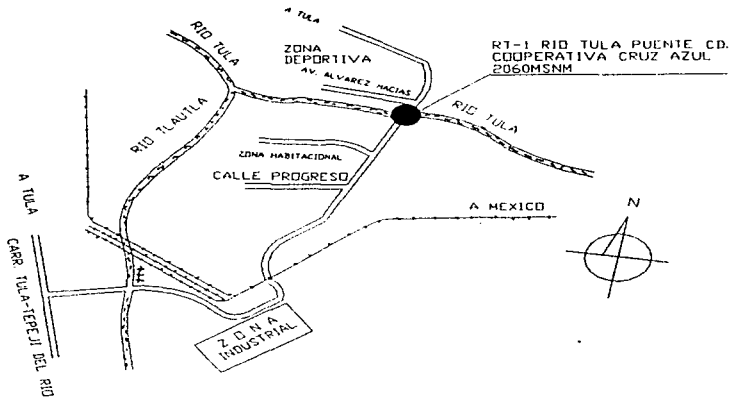 A TULA
RIO TULA
ZONA
DEPORTIVA
AV. ALVAREZ MACIAS
RT-1 RIO TULA PUENTE CD.
COOPERATIVA CRUZ AZUL
2060MSNM
RIO TULA
RIO TLAUTLA
ZONA HABITACIONAL
CALLE PROGRESO
A TULA
A MEXICO
N
CARR. TULA-TEPEJI DEL RIO
ZONA
INDUSTRIAL